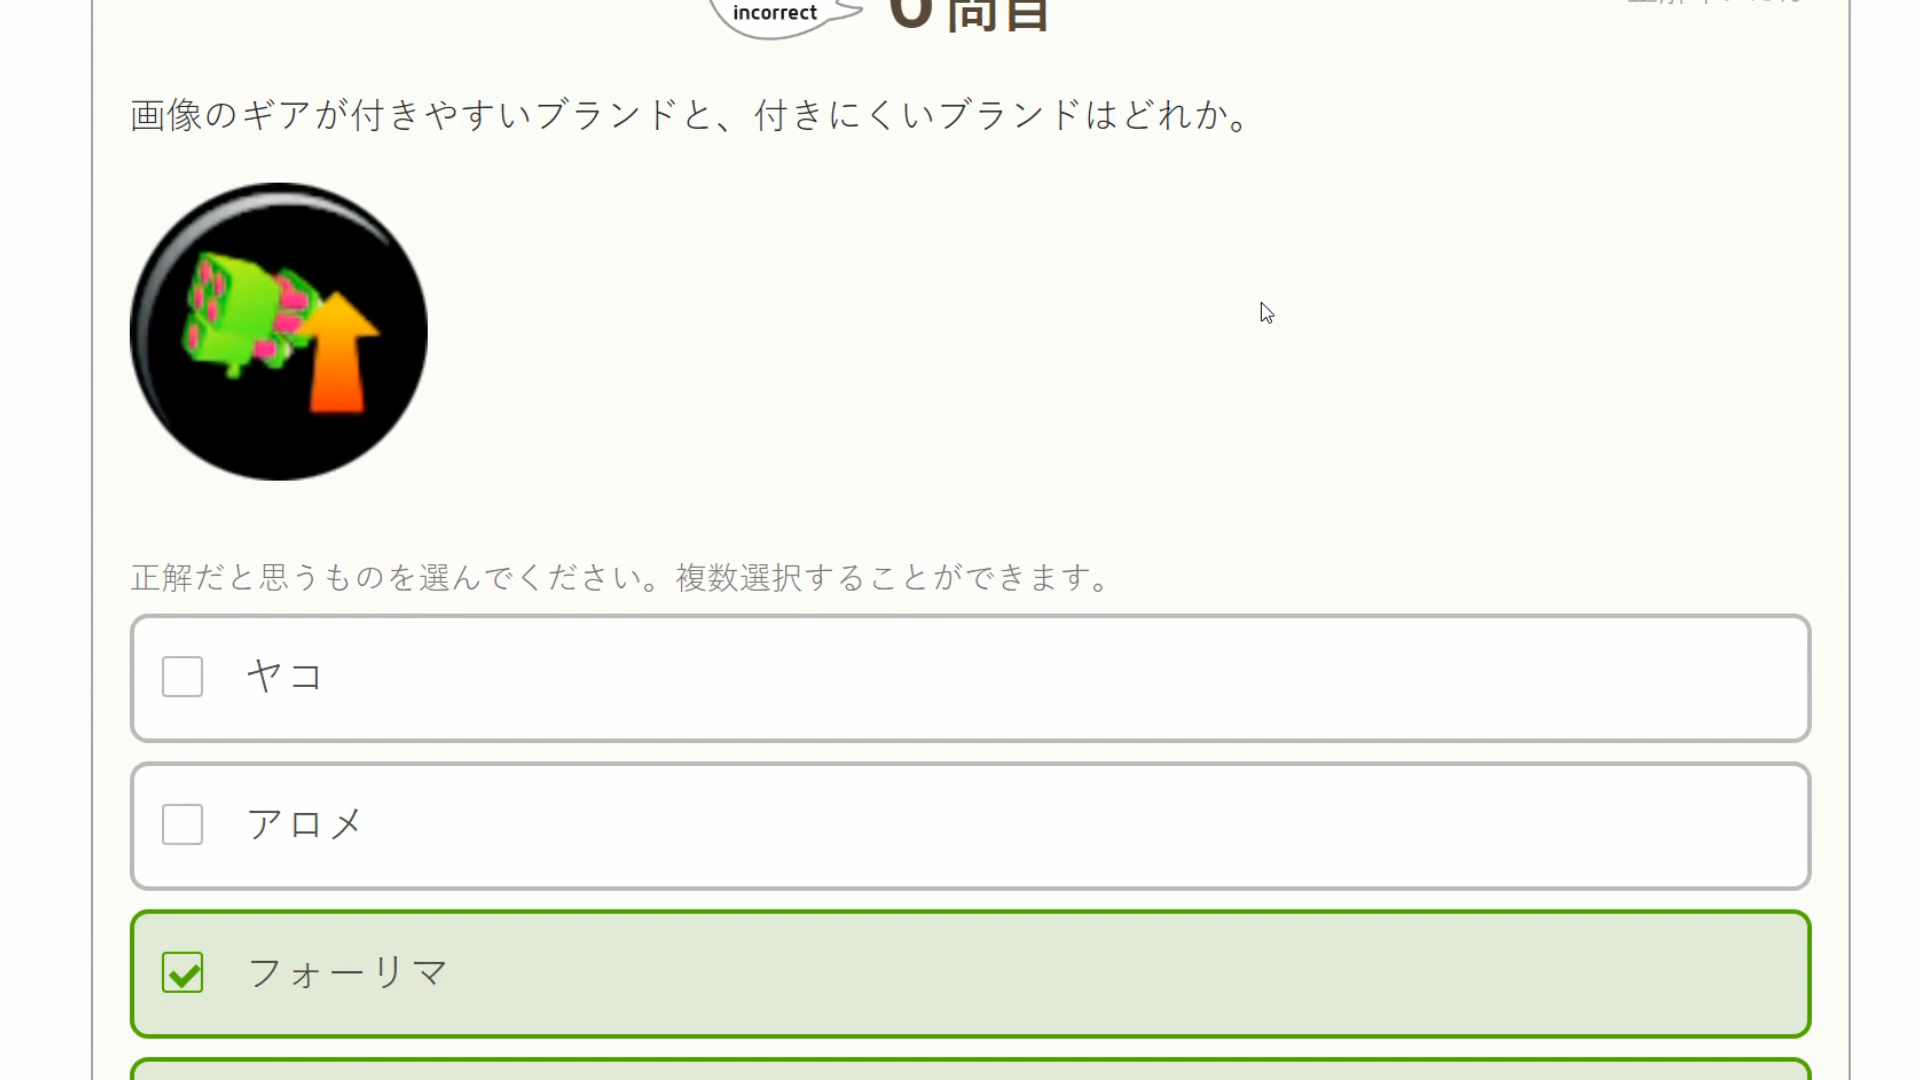 incorrect
6問目
画像のギアが付きやすいブランドと、付きにくいブランドはどれか。
正解だと思うものを選んでください。複数選択することができます。
ヤコ
アロメ
フォーリマ